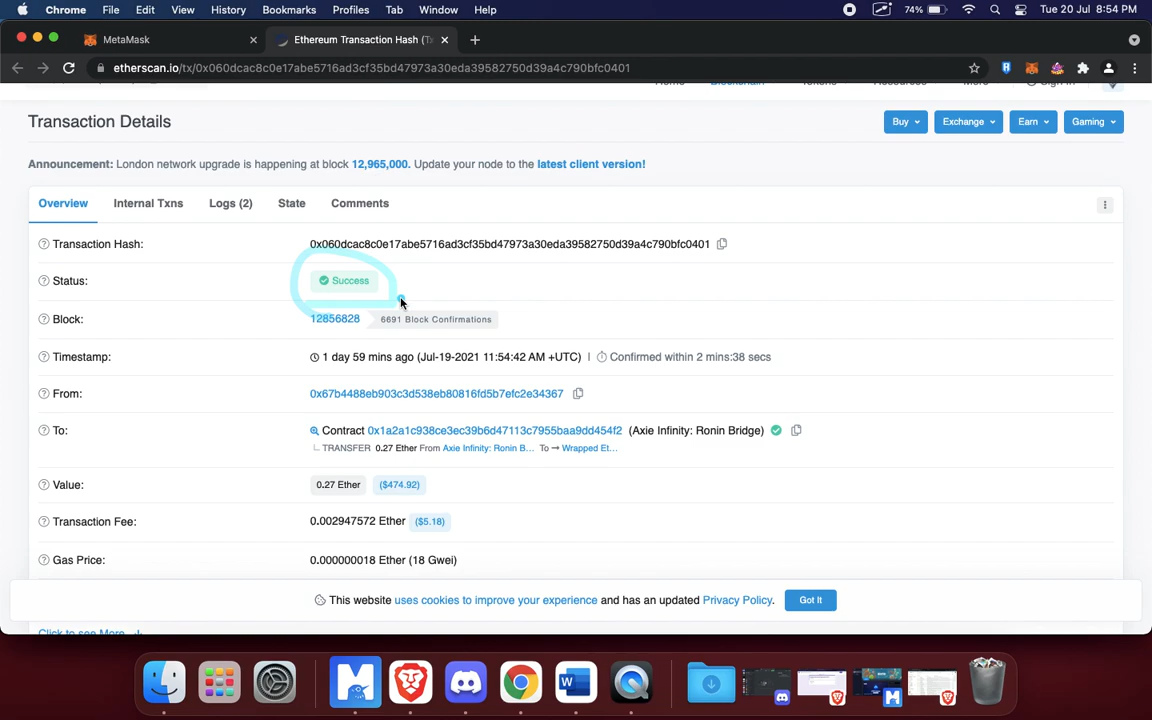 Chrome File Edit View History Bookmarks Profiles Tab Window Help 74% Tue 20 Jul 8:54 PM
MetaMask Ethereum Transaction Hash (T
etherscan.io/tx/0x060dcac8c0e17abe5716ad3cf35bd47973a30eda39582750d39a4c790bfc0401
Transaction Details
Buy Exchange Earn Gaming
Announcement: London network upgrade is happening at block 12,965,000. Update your node to the latest client version!
Overview Internal Txns Logs (2) State Comments
Transaction Hash: 0x060dcac8c0e17abe5716ad3cf35bd47973a30eda39582750d39a4c790bfc0401
Status: Success
Block: 12856828 6691 Block Confirmations
Timestamp: 1 day 59 mins ago (Jul-19-2021 11:54:42 AM +UTC) | Confirmed within 2 mins:38 secs
From: 0x67b4488eb903c3d538eb80816fd5b7efc2e34367
To: Contract 0x1a2a1c938ce3ec39b6d47113c7955baa9dd454f2 (Axie Infinity: Ronin Bridge)
TRANSFER 0.27 Ether From Axie Infinity: Ronin B... To → Wrapped Et...
Value: 0.27 Ether ($474.92)
Transaction Fee: 0.002947572 Ether ($5.18)
Gas Price: 0.000000018 Ether (18 Gwei)
This website uses cookies to improve your experience and has an updated Privacy Policy. Got It
Click to see More